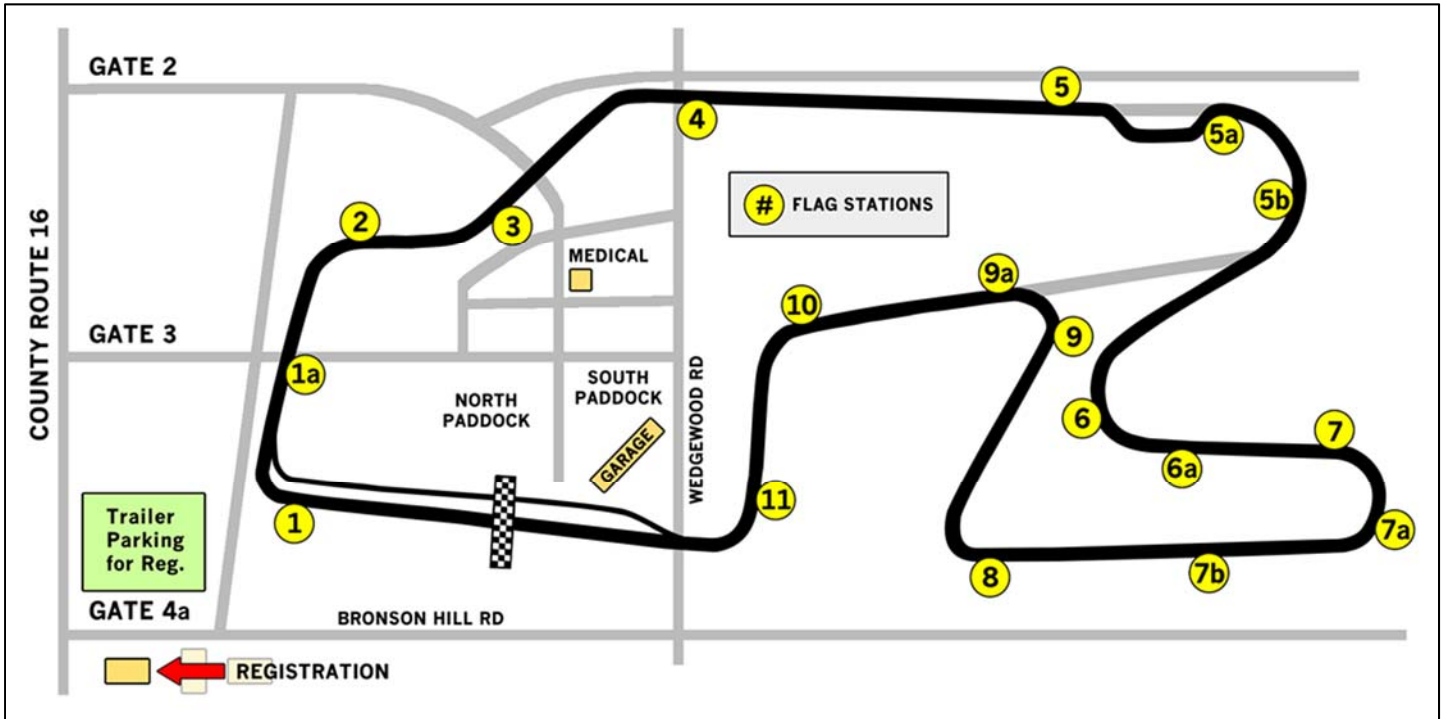 GATE 2
5
4
5a
# FLAG STATIONS
5b
2
3
MEDICAL
COUNTY ROUTE 16
9a
10
GATE 3
9
1a
WEDGEWOOD RD
SOUTH
PADDOCK
NORTH
PADDOCK
GARAGE
6
7
6a
11
1
7a
Trailer
Parking
for Reg.
8
7b
GATE 4a
BRONSON HILL RD
REGISTRATION